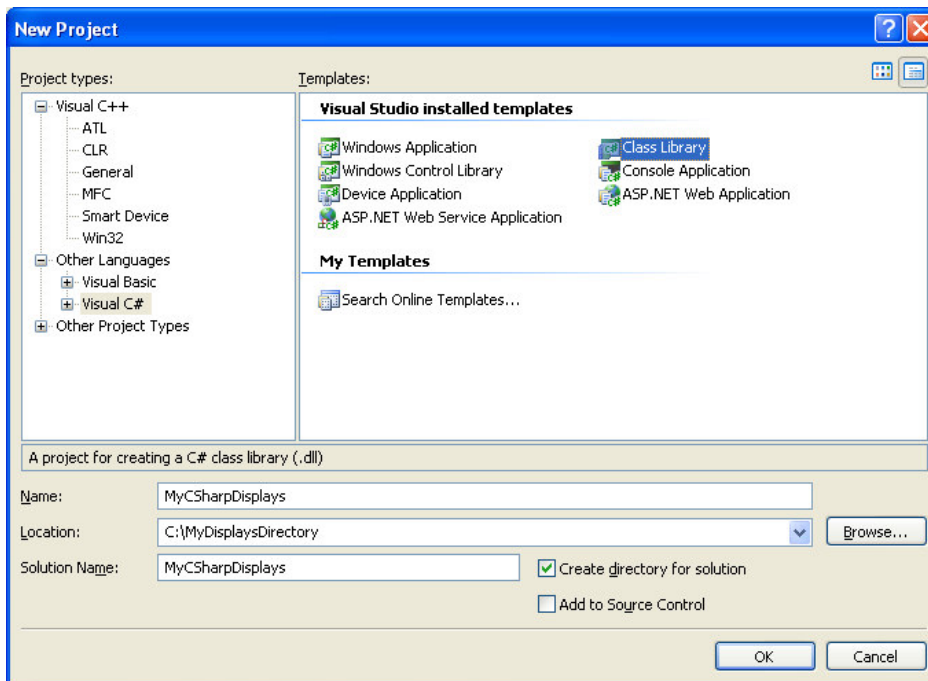 New Project
Project types:
Templates:
Visual C++
ATL
CLR
General
MFC
Smart Device
Win32
Other Languages
Visual Basic
Visual C#
Other Project Types
Visual Studio installed templates
Windows Application
Class Library
Windows Control Library
Console Application
Device Application
ASP.NET Web Application
ASP.NET Web Service Application
My Templates
Search Online Templates...
A project for creating a C# class library (.dll)
Name:
MyCSharpDisplays
Location:
C:\MyDisplaysDirectory
Browse...
Solution Name:
MyCSharpDisplays
Create directory for solution
Add to Source Control
OK
Cancel